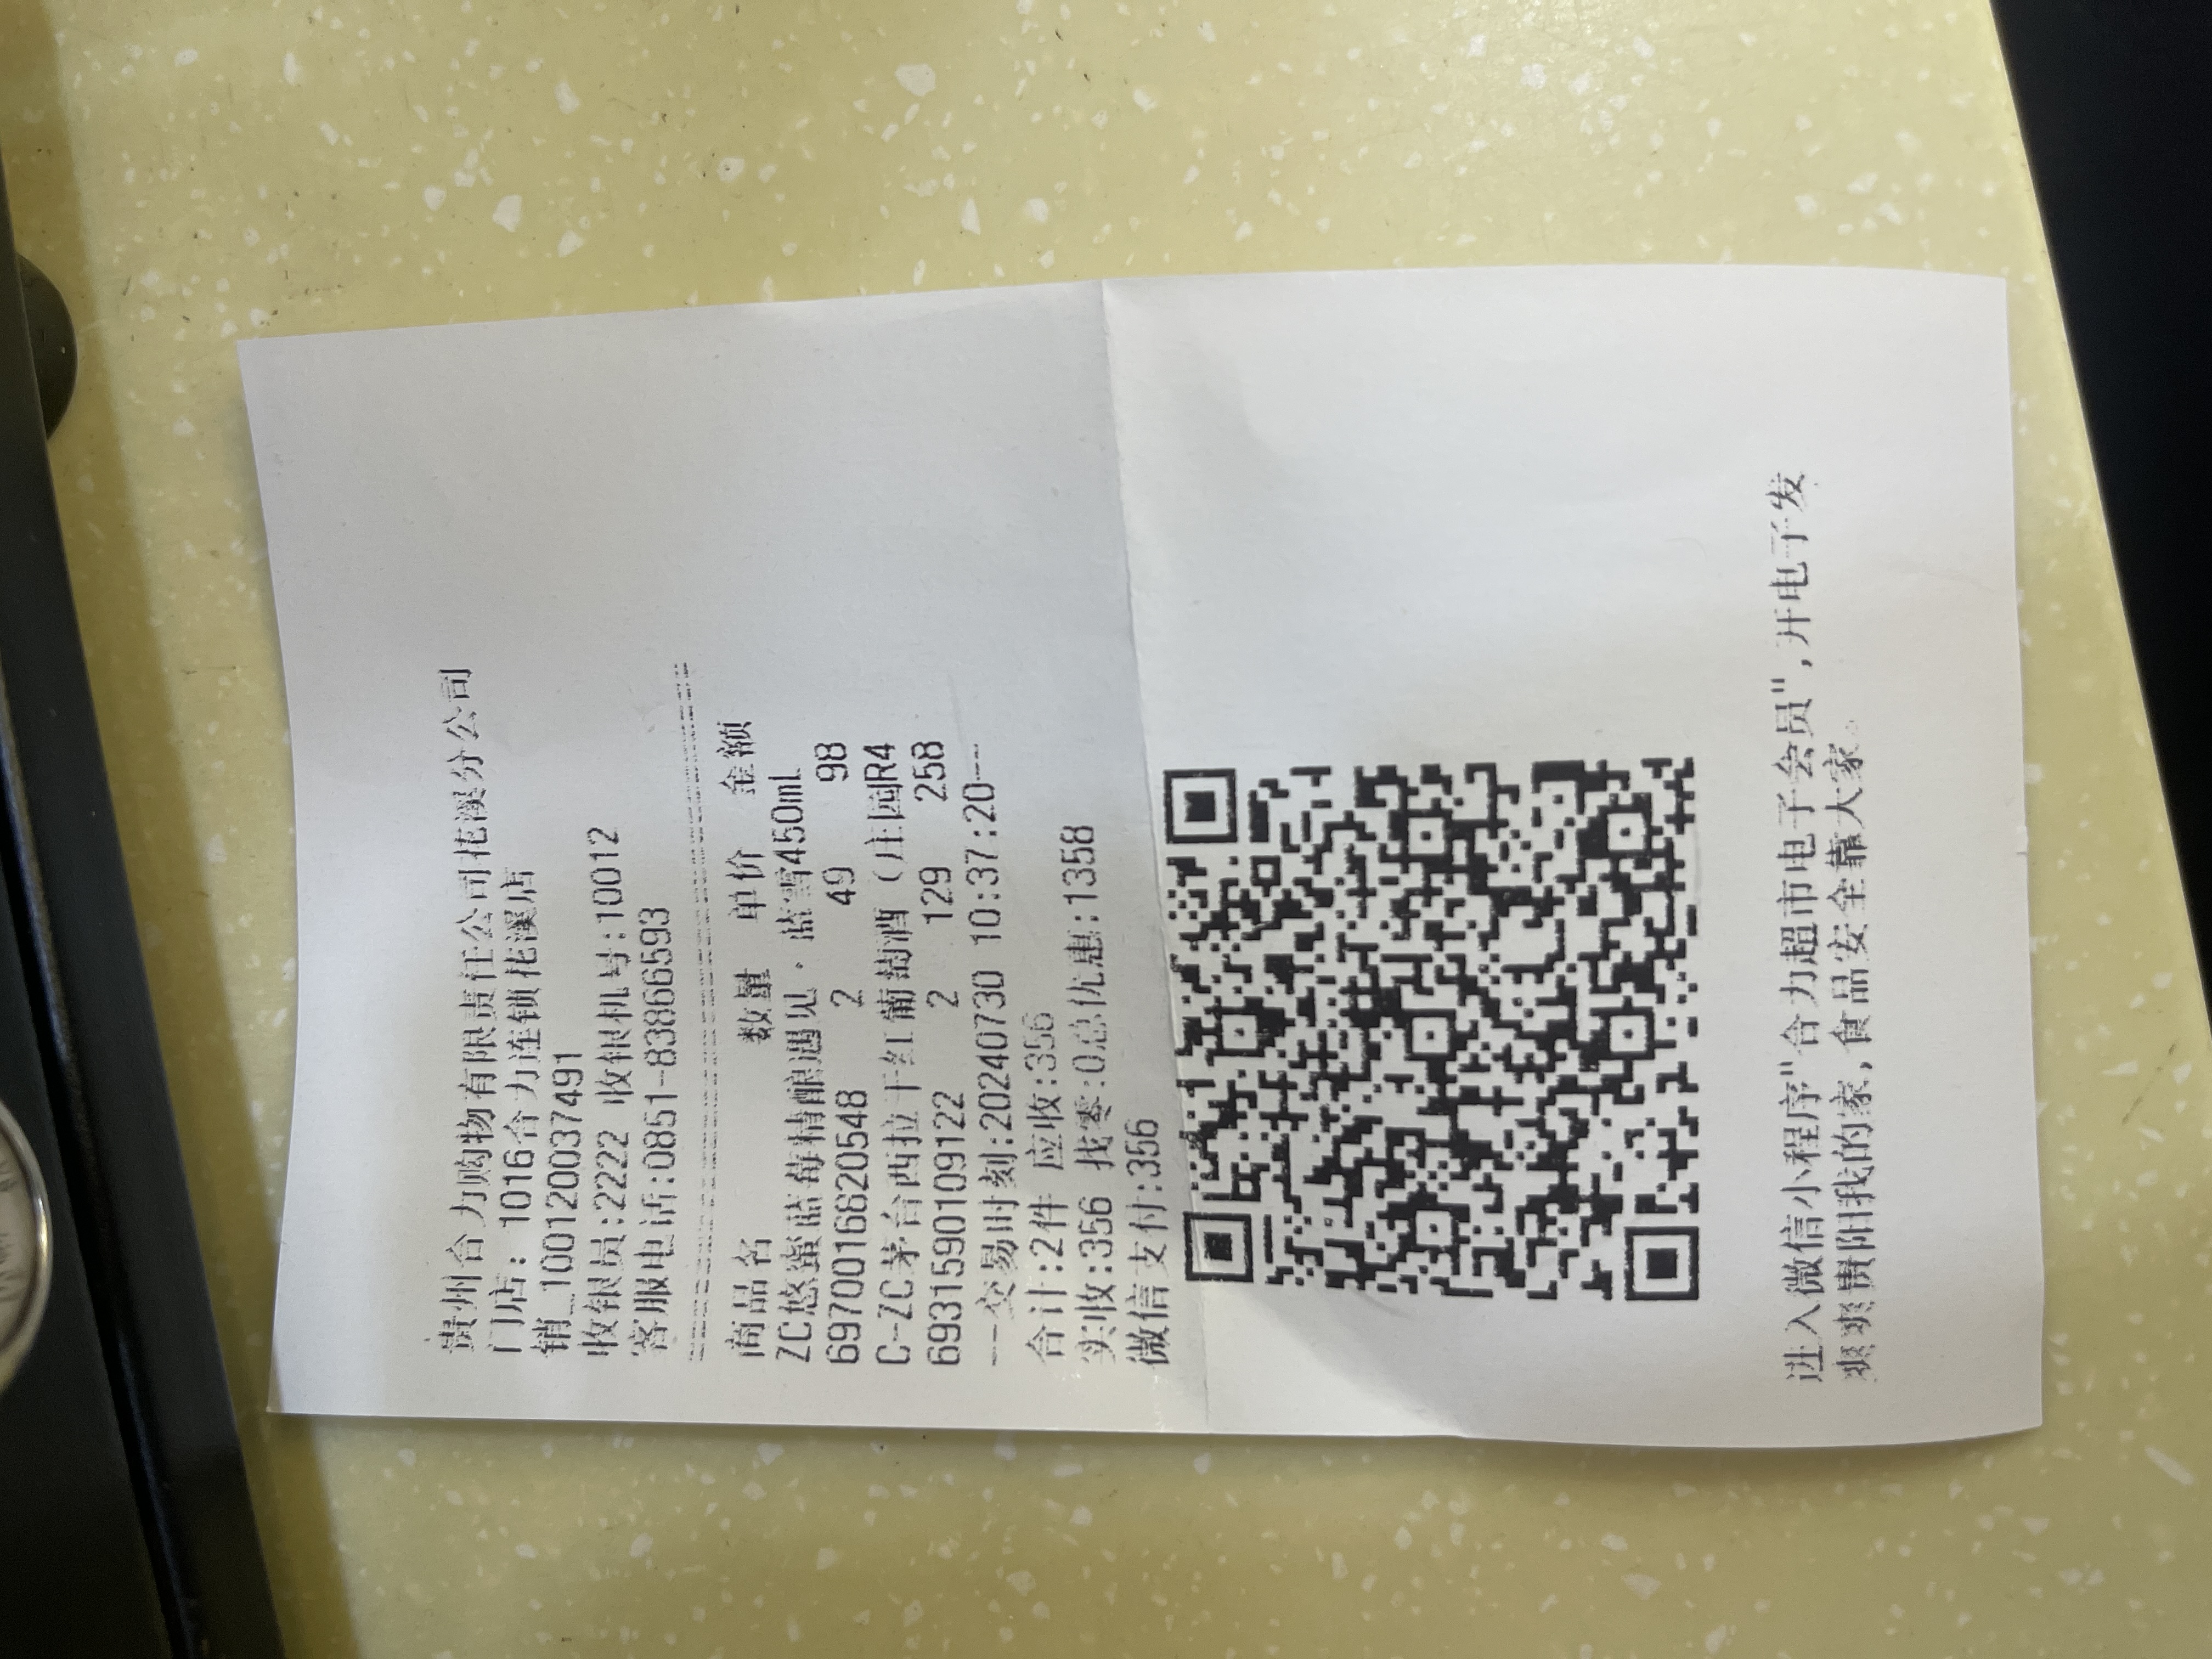 贵州合力购物有限责任公司花溪分公司
门店: 1016合力连锁花溪店
销_100120037491
收银员:2222 收银机号:10012
客服电话:0851-83866593
商品名 数量 单价 金额
ZC悠蜜蓝莓精酿遇见·蓝雪450mL
6970016620548 2 49 98
C-ZC茅台西拉干红葡萄酒(庄园R4
6931590109122 2 129 258
---交易时刻:20240730 10:37:20---
合计:2件 应收:356
实收:356 找零:0总优惠:1358
微信支付:356
进入微信小程序"合力超市电子会员",开电子发
爽爽贵阳我的家,食品安全靠大家。